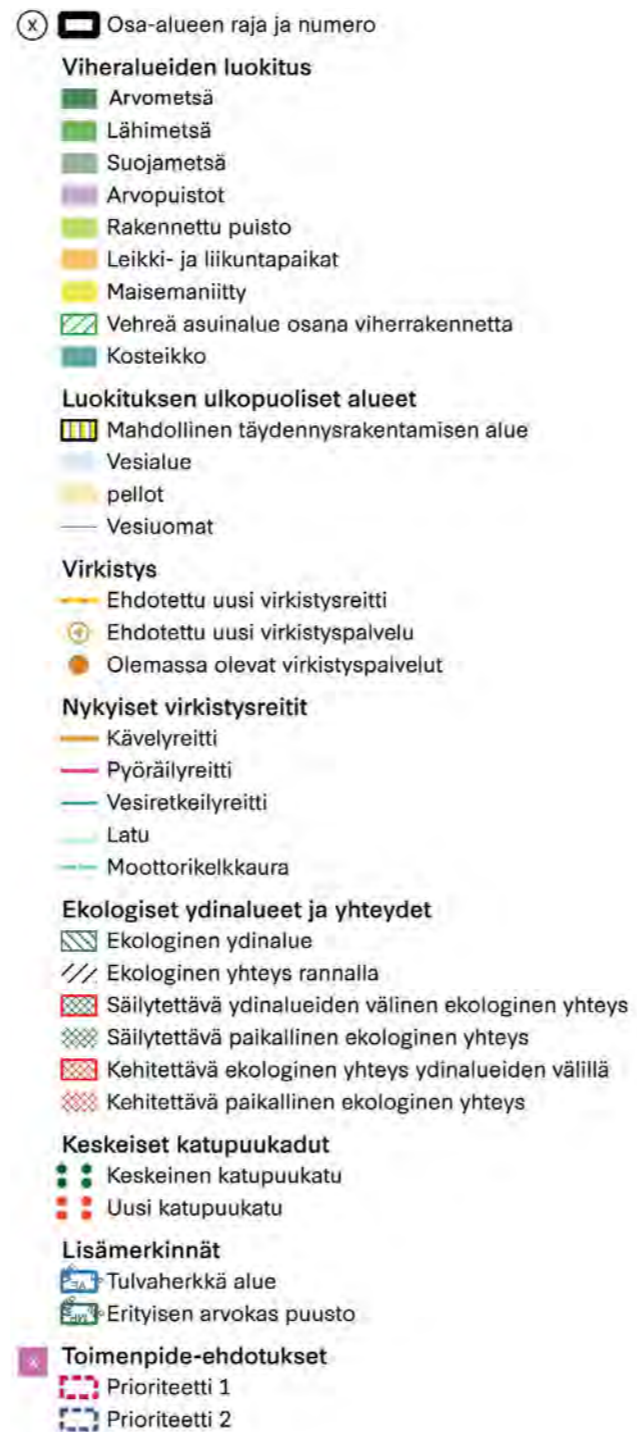 x Osa-alueen raja ja numero
Viheralueiden luokitus
Arvometsä
Lähimetsä
Suojametsä
Arvopuistot
Rakennettu puisto
Leikki- ja liikuntapaikat
Maisemaniitty
Vehreä asuinalue osana viherrakennetta
Kosteikko
Luokituksen ulkopuoliset alueet
Mahdollinen täydennysrakentamisen alue
Vesialue
pellot
Vesiuomat
Virkistys
Ehdotettu uusi virkistysreitti
Ehdotettu uusi virkistyspalvelu
Olemassa olevat virkistyspalvelut
Nykyiset virkistysreitit
Kävelyreitti
Pyöräilyreitti
Vesiretkeilyreitti
Latu
Moottorikelkkaura
Ekologiset ydinalueet ja yhteydet
Ekologinen ydinalue
Ekologinen yhteys rannalla
Säilytettävä ydinalueiden välinen ekologinen yhteys
Säilytettävä paikallinen ekologinen yhteys
Kehitettävä ekologinen yhteys ydinalueiden välillä
Kehitettävä paikallinen ekologinen yhteys
Keskeiset katupuukadut
Keskeinen katupuukatu
Uusi katupuukatu
Lisämerkinnät
Tulvaherkkä alue
Erityisen arvokas puusto
x Toimenpide-ehdotukset
Prioriteetti 1
Prioriteetti 2